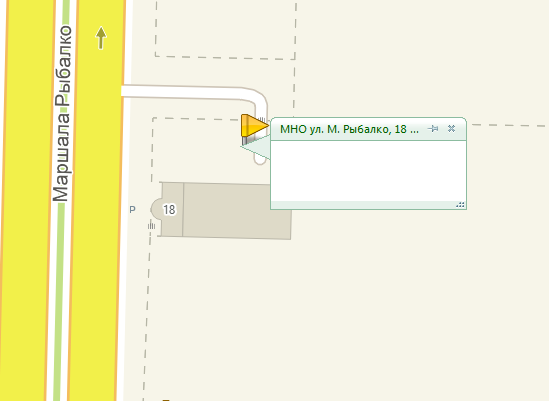 Маршала Рыбалко
МНО ул. М. Рыбалко, 18 ...
P
18